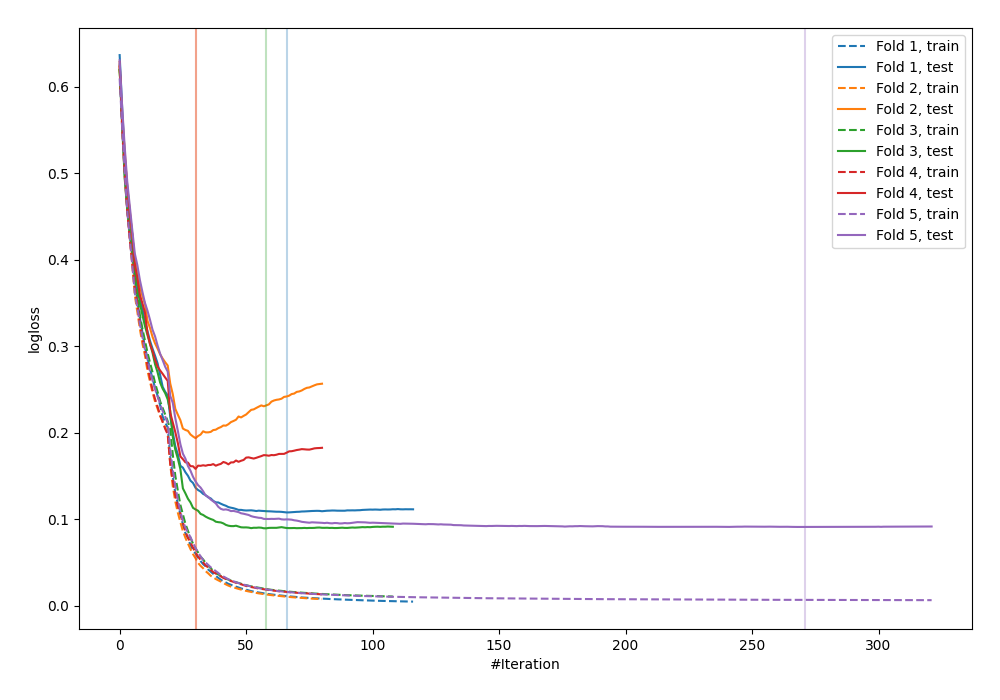 Fold 1, train
Fold 1, test
Fold 2, train
Fold 2, test
Fold 3, train
Fold 3, test
Fold 4, train
Fold 4, test
Fold 5, train
Fold 5, test
logloss
0.6
0.5
0.4
0.3
0.2
0.1
0.0
0 50 100 150 200 250 300
#Iteration